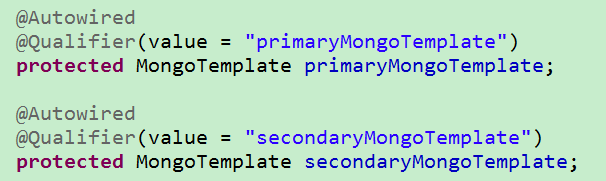 @Autowired
@Qualifier(value = "primaryMongoTemplate")
protected MongoTemplate primaryMongoTemplate;
@Autowired
@Qualifier(value = "secondaryMongoTemplate")
protected MongoTemplate secondaryMongoTemplate;